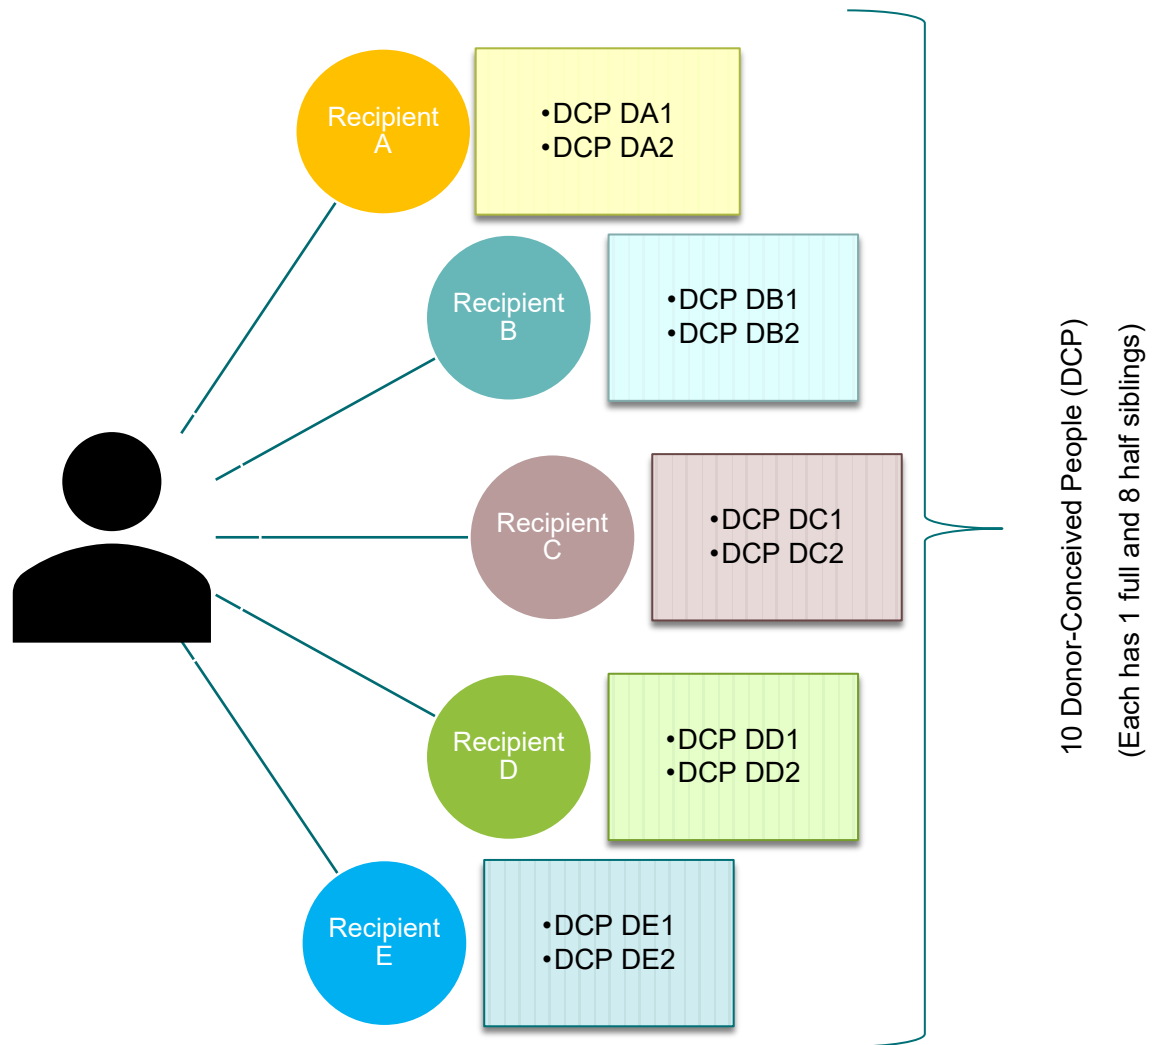 Recipient
A
•DCP DA1
•DCP DA2
Recipient
B
•DCP DB1
•DCP DB2
Recipient
C
•DCP DC1
•DCP DC2
Recipient
D
•DCP DD1
•DCP DD2
Recipient
E
•DCP DE1
•DCP DE2
10 Donor-Conceived People (DCP)
(Each has 1 full and 8 half siblings)